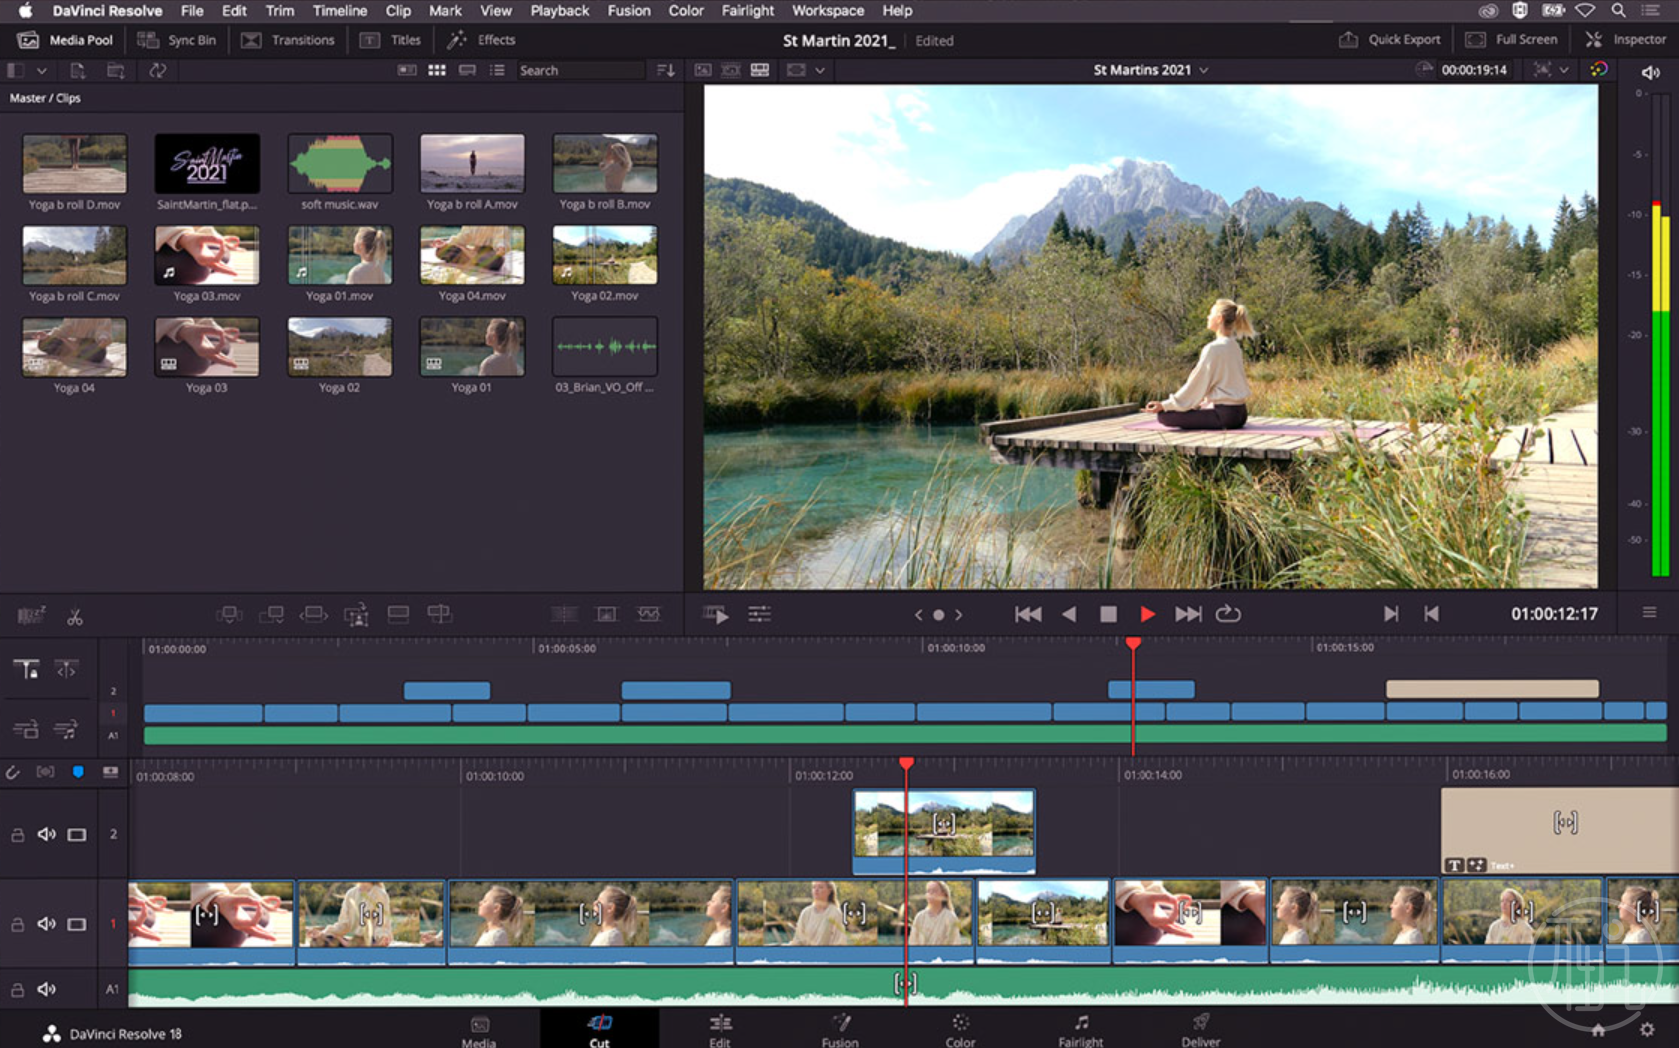 DaVinci Resolve File Edit Trim Timeline Clip Mark View Playback Fusion Color Fairlight Workspace Help
Media Pool Sync Bin Transitions Titles Effects St Martin 2021_ Edited Quick Export Full Screen Inspector
Search St Martins 2021 00:00:19:14
Master / Clips
0
-5
-10
-15
-20
-30
-40
-50
SaintMartin
2021
Yoga b roll D.mov SaintMartin_flat.p... soft music.wav Yoga b roll A.mov Yoga b roll B.mov
Yoga b roll C.mov Yoga 03.mov Yoga 01.mov Yoga 04.mov Yoga 02.mov
Yoga 04 Yoga 03 Yoga 02 Yoga 01 03_Brian_VO_Off ...
01:00:12:17
01:00:00:00 01:00:05:00 01:00:10:00 01:00:15:00
2
1
A1
01:00:08:00 01:00:10:00 01:00:12:00 01:00:14:00 01:00:16:00
2
T Text+
1
A1
DaVinci Resolve 18 Media Cut Edit Fusion Color Fairlight Deliver